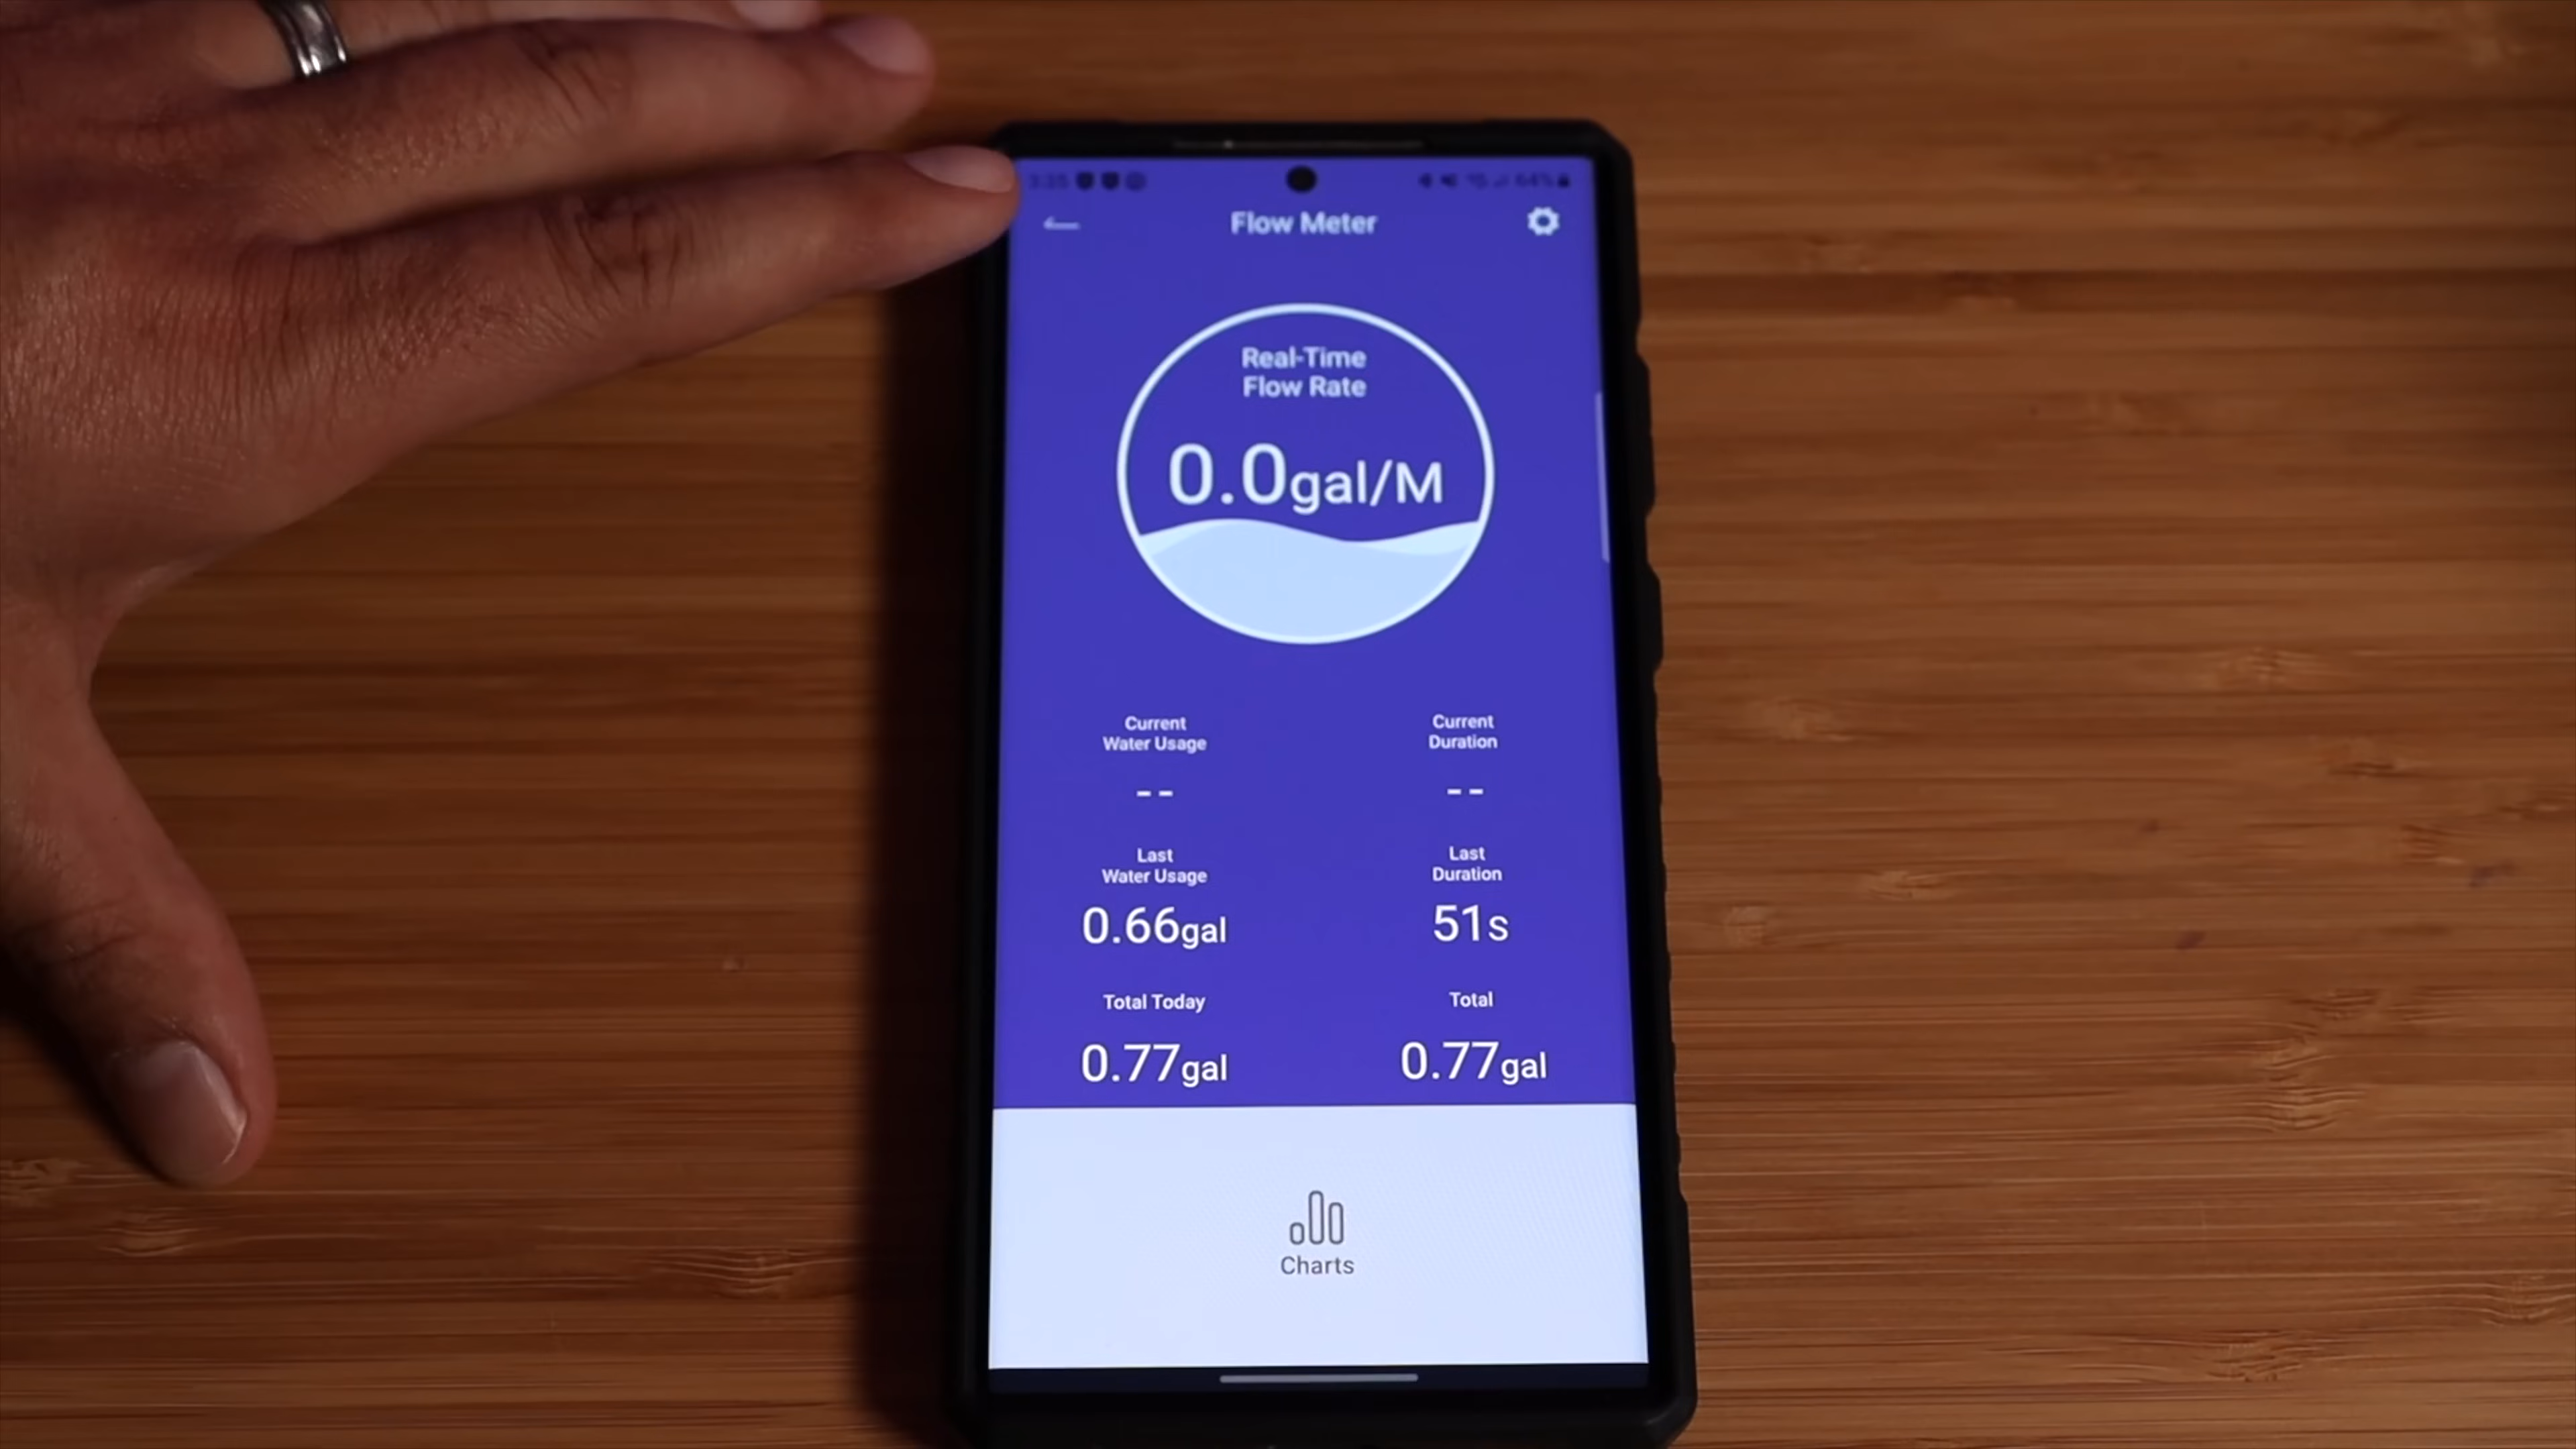 Flow Meter
Real-Time
Flow Rate
0.0gal/M
Current
Water Usage
Current
Duration
--
--
Last
Water Usage
Last
Duration
0.66gal
51s
Total Today
Total
0.77gal
0.77gal
Charts